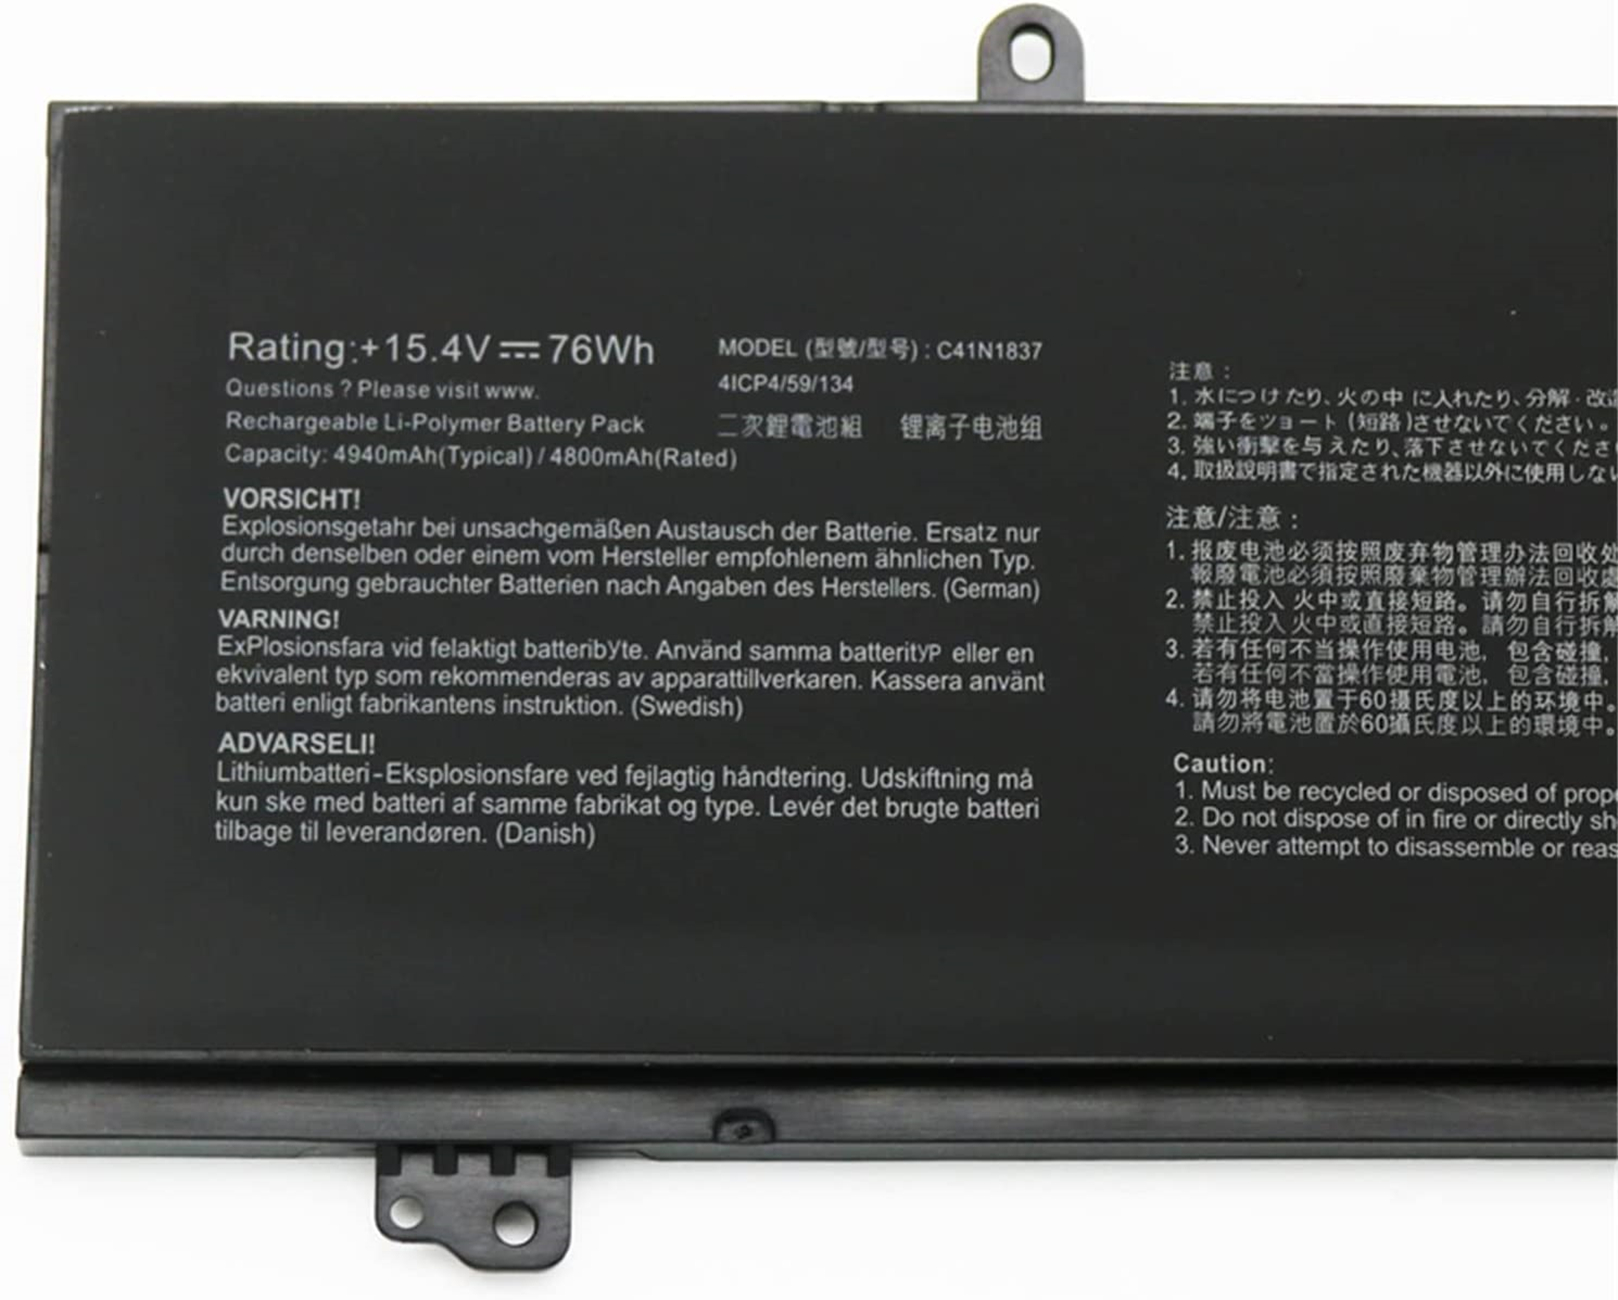 Rating:+15.4V⎓76Wh
Questions ? Please visit www.
Rechargeable Li-Polymer Battery Pack
Capacity: 4940mAh(Typical) / 4800mAh(Rated)
MODEL (型號/型号) : C41N1837
4ICP4/59/134
二次鋰電池組 锂离子电池组
VORSICHT!
Explosionsgetahr bei unsachgemäßen Austausch der Batterie. Ersatz nur
durch denselben oder einem vom Hersteller empfohlenem ähnlichen Typ.
Entsorgung gebrauchter Batterien nach Angaben des Herstellers. (German)
VARNING!
ExPlosionsfara vid felaktigt batteribyte. Använd samma batterityP eller en
ekvivalent typ som rekommenderas av apparattillverkaren. Kassera använt
batteri enligt fabrikantens instruktion. (Swedish)
ADVARSELI!
Lithiumbatteri-Eksplosionsfare ved fejlagtig håndtering. Udskiftning må
kun ske med batteri af samme fabrikat og type. Levér det brugte batteri
tilbage til leverandøren. (Danish)
注意 :
1. 水につけたり、火の中に入れたり、分解・改造
2. 端子をツョート(短路)させないてください。
3. 強い衝撃を与えたり、落下させないてくださ
4. 取扱説明書で指定された機器以外に使用しない
注意/注意 :
1. 报废电池必须按照废弃物管理办法回收处
報廢電池必須按照廢棄物管理辦法回收處
2. 禁止投入火中或直接短路。请勿自行拆解
禁止投入火中或直接短路。請勿自行拆解
3. 若有任何不当操作使用电池, 包含碰撞,
若有任何不當操作使用電池, 包含碰撞,
4. 请勿将电池置于60摄氏度以上的环境中。
請勿將電池置於60攝氏度以上的環境中。
Caution:
1. Must be recycled or disposed of prope
2. Do not dispose of in fire or directly sh
3. Never attempt to disassemble or reas